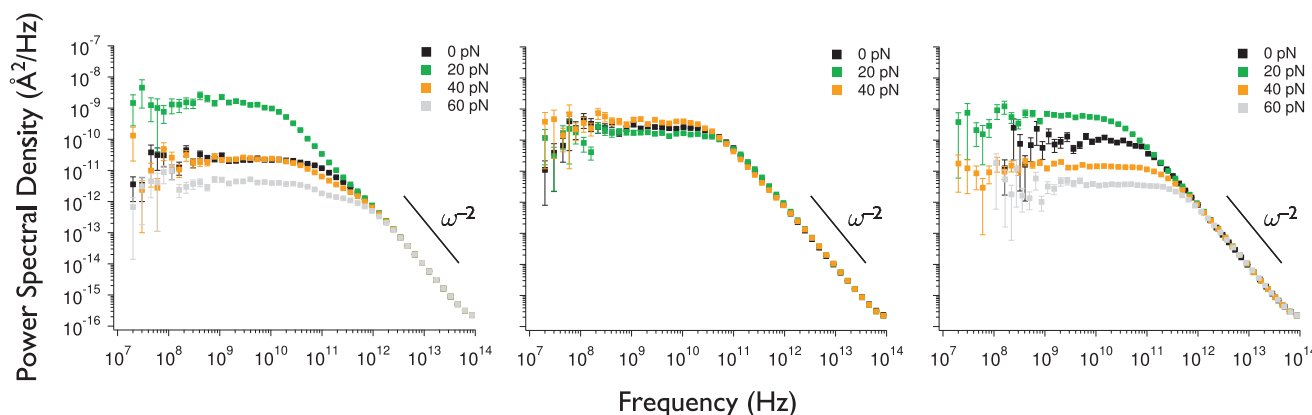 Power Spectral Density (Å²/Hz)
10⁻⁷
10⁻⁸
10⁻⁹
10⁻¹⁰
10⁻¹¹
10⁻¹²
10⁻¹³
10⁻¹⁴
10⁻¹⁵
10⁻¹⁶
0 pN
20 pN
40 pN
60 pN
ω⁻²
10⁷ 10⁸ 10⁹ 10¹⁰ 10¹¹ 10¹² 10¹³ 10¹⁴
0 pN
20 pN
40 pN
ω⁻²
10⁷ 10⁸ 10⁹ 10¹⁰ 10¹¹ 10¹² 10¹³ 10¹⁴
0 pN
20 pN
40 pN
60 pN
ω⁻²
10⁷ 10⁸ 10⁹ 10¹⁰ 10¹¹ 10¹² 10¹³ 10¹⁴
Frequency (Hz)